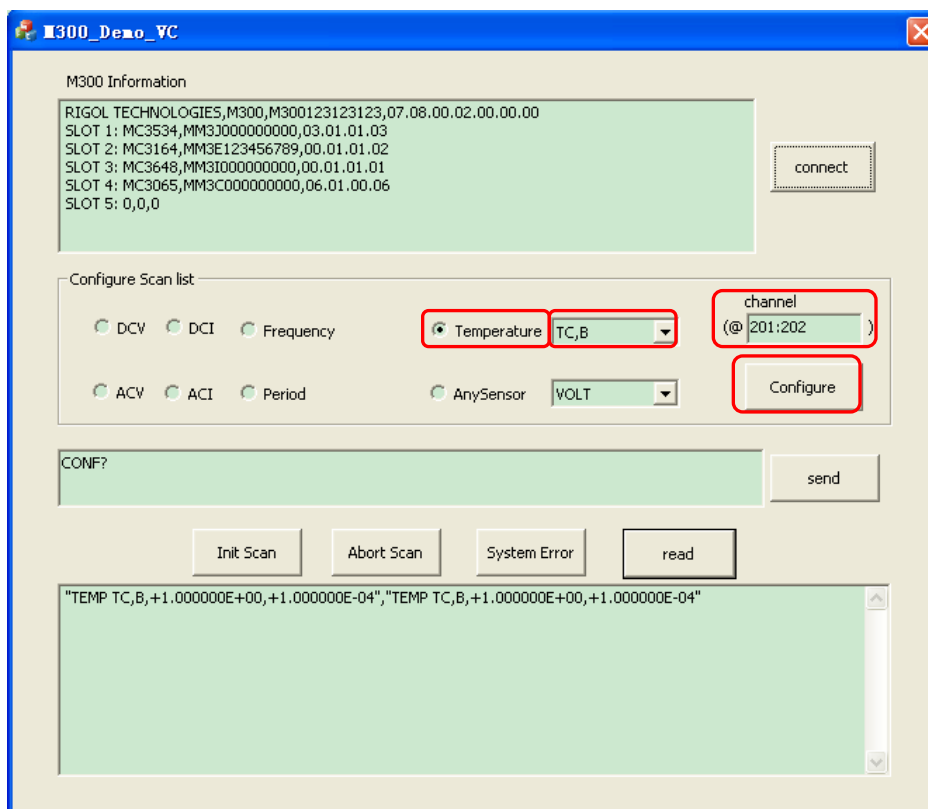 M300_Demo_VC
M300 Information
RIGOL TECHNOLOGIES,M300,M300123123123,07.08.00.02.00.00.00
SLOT 1: MC3534,MM3J000000000,03.01.01.03
SLOT 2: MC3164,MM3E123456789,00.01.01.02
SLOT 3: MC3648,MM3I000000000,00.01.01.01
SLOT 4: MC3065,MM3C000000000,06.01.00.06
SLOT 5: 0,0,0
connect
Configure Scan list
DCV DCI Frequency Temperature TC,B
channel
(@ 201:202 )
ACV ACI Period AnySensor VOLT Configure
CONF?
send
Init Scan Abort Scan System Error read
"TEMP TC,B,+1.000000E+00,+1.000000E-04","TEMP TC,B,+1.000000E+00,+1.000000E-04"